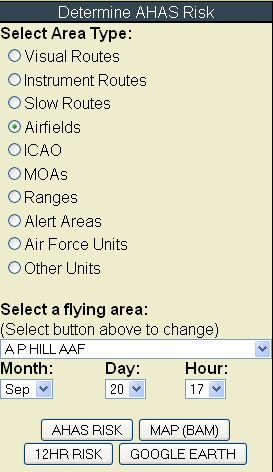 Determine AHAS Risk
Select Area Type:
Visual Routes
Instrument Routes
Slow Routes
Airfields
ICAO
MOAs
Ranges
Alert Areas
Air Force Units
Other Units
Select a flying area:
(Select button above to change)
A P HILL AAF
Month: Day: Hour:
Sep 20 17
AHAS RISK MAP (BAM)
12HR RISK GOOGLE EARTH